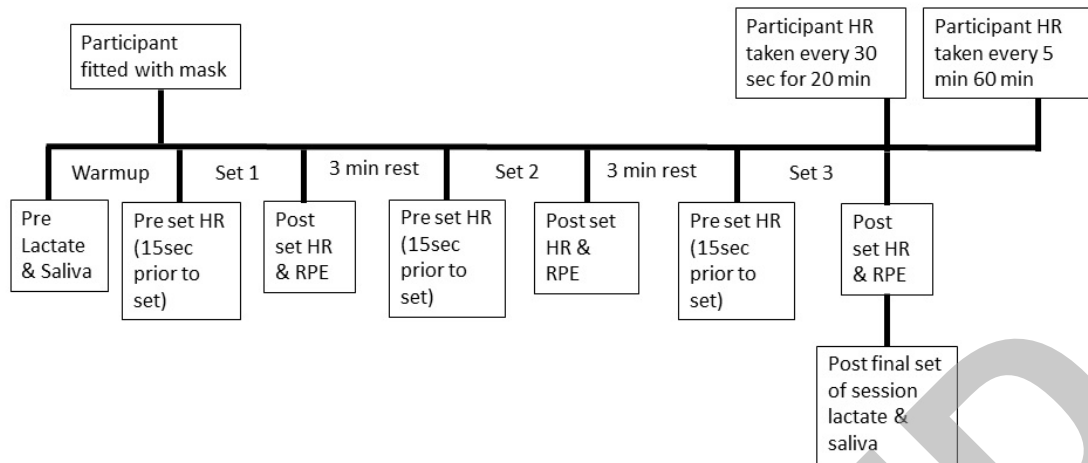 Participant
fitted with mask
Participant HR
taken every 30
sec for 20 min
Participant HR
taken every 5
min 60 min
Warmup
Set 1
3 min rest
Set 2
3 min rest
Set 3
Pre
Lactate
& Saliva
Pre set HR
(15sec
prior to
set)
Post
set HR
& RPE
Pre set HR
(15sec
prior to
set)
Post set
HR &
RPE
Pre set HR
(15sec
prior to
set)
Post
set HR
& RPE
Post final set
of session
lactate &
saliva